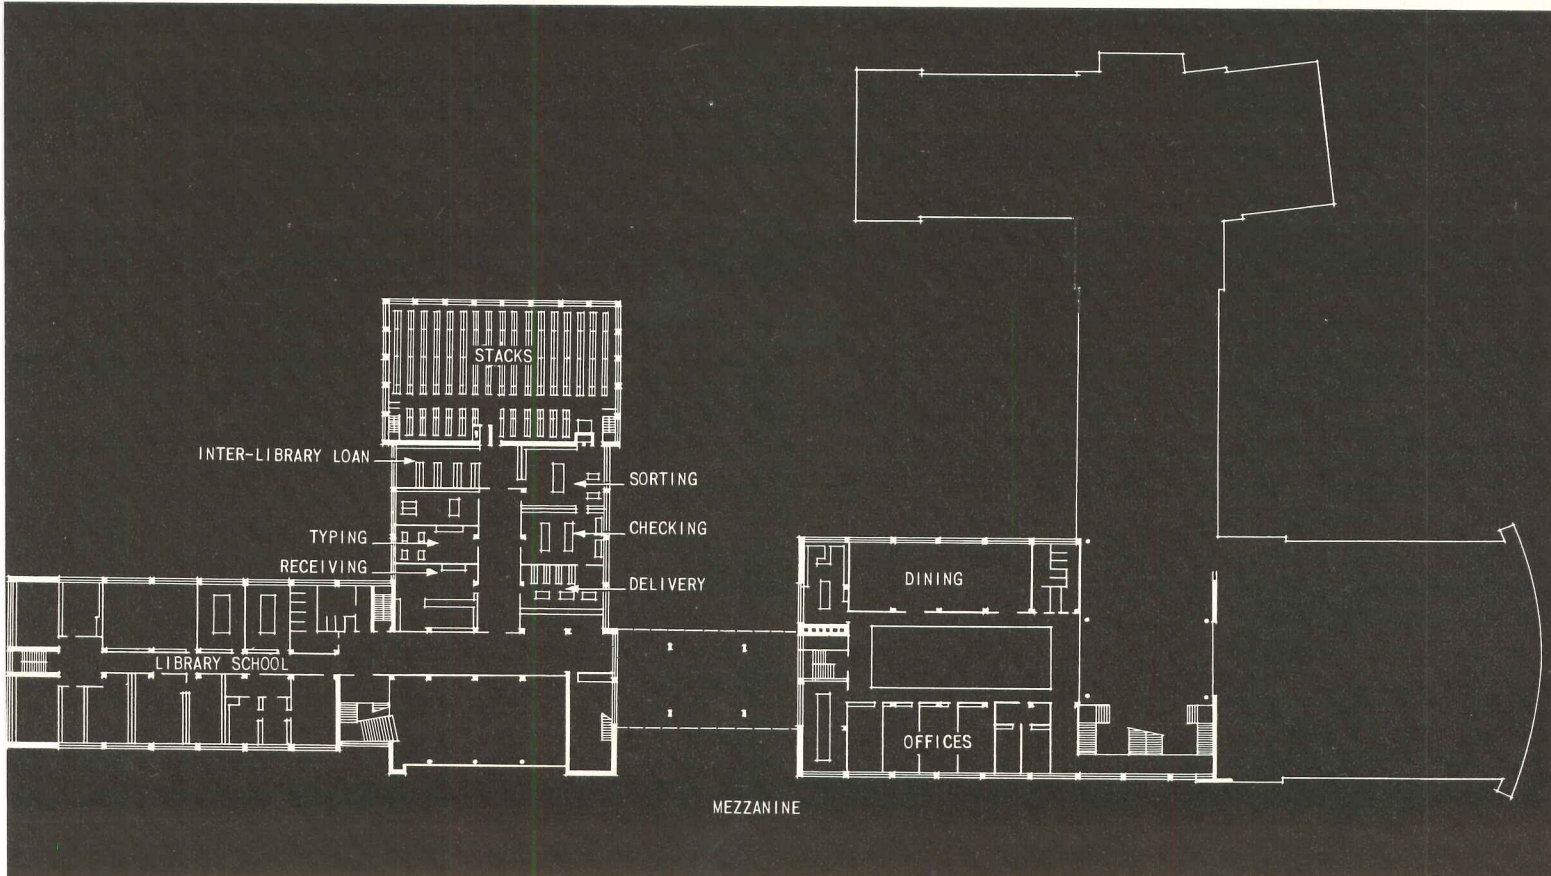 STACKS
INTER-LIBRARY LOAN
SORTING
CHECKING
TYPING
RECEIVING
DELIVERY
DINING
LIBRARY SCHOOL
OFFICES
MEZZANINE